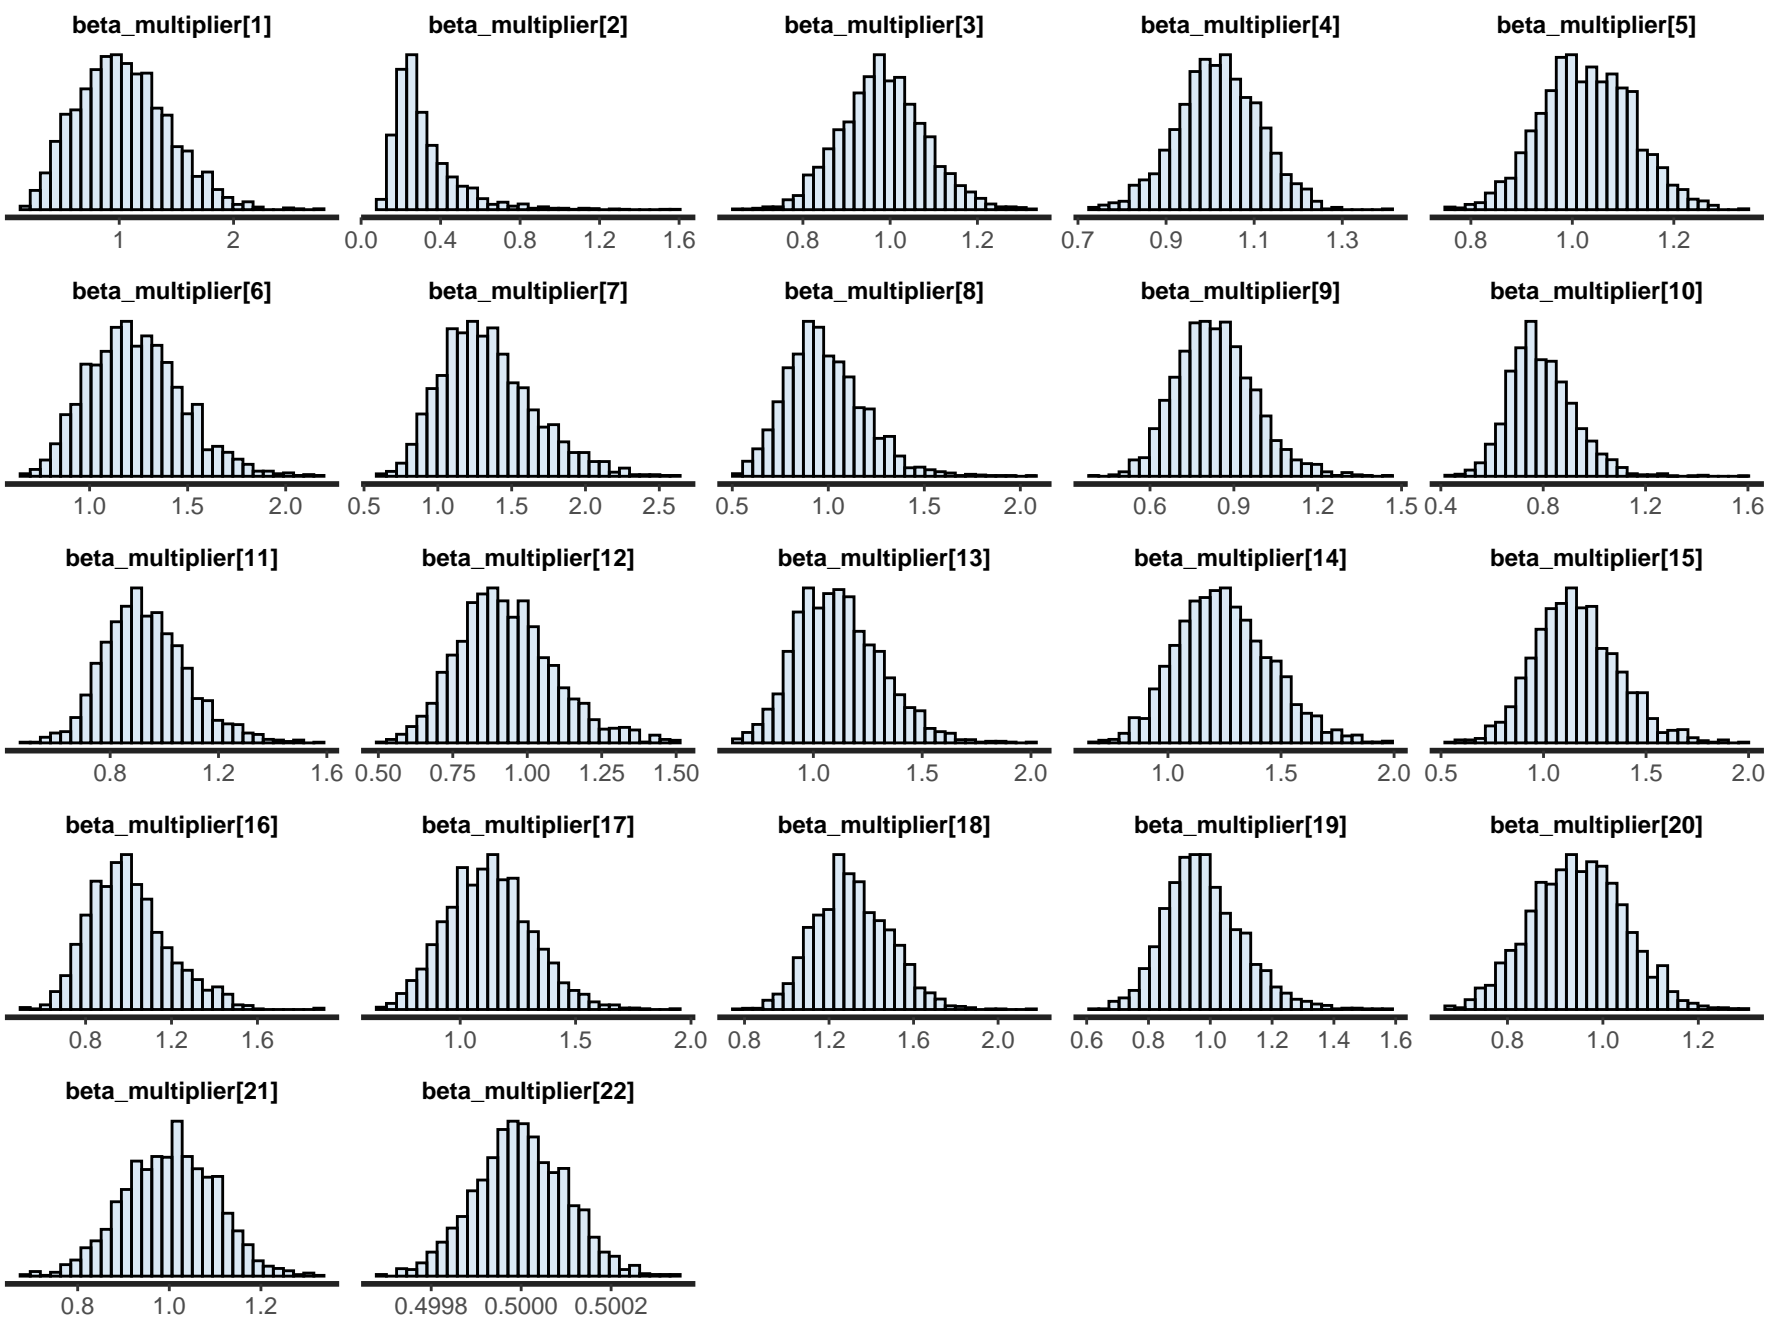 beta_multiplier[1] beta_multiplier[2] beta_multiplier[3] beta_multiplier[4] beta_multiplier[5]
1 2 0.0 0.4 0.8 1.2 1.6 0.8 1.0 1.2 0.7 0.9 1.1 1.3 0.8 1.0 1.2
beta_multiplier[6] beta_multiplier[7] beta_multiplier[8] beta_multiplier[9] beta_multiplier[10]
1.0 1.5 2.0 0.5 1.0 1.5 2.0 2.5 0.5 1.0 1.5 2.0 0.6 0.9 1.2 1.5 0.4 0.8 1.2 1.6
beta_multiplier[11] beta_multiplier[12] beta_multiplier[13] beta_multiplier[14] beta_multiplier[15]
0.8 1.2 1.6 0.50 0.75 1.00 1.25 1.50 1.0 1.5 2.0 1.0 1.5 2.0 0.5 1.0 1.5 2.0
beta_multiplier[16] beta_multiplier[17] beta_multiplier[18] beta_multiplier[19] beta_multiplier[20]
0.8 1.2 1.6 1.0 1.5 2.0 0.8 1.2 1.6 2.0 0.6 0.8 1.0 1.2 1.4 1.6 0.8 1.0 1.2
beta_multiplier[21] beta_multiplier[22]
0.8 1.0 1.2 0.4998 0.5000 0.5002